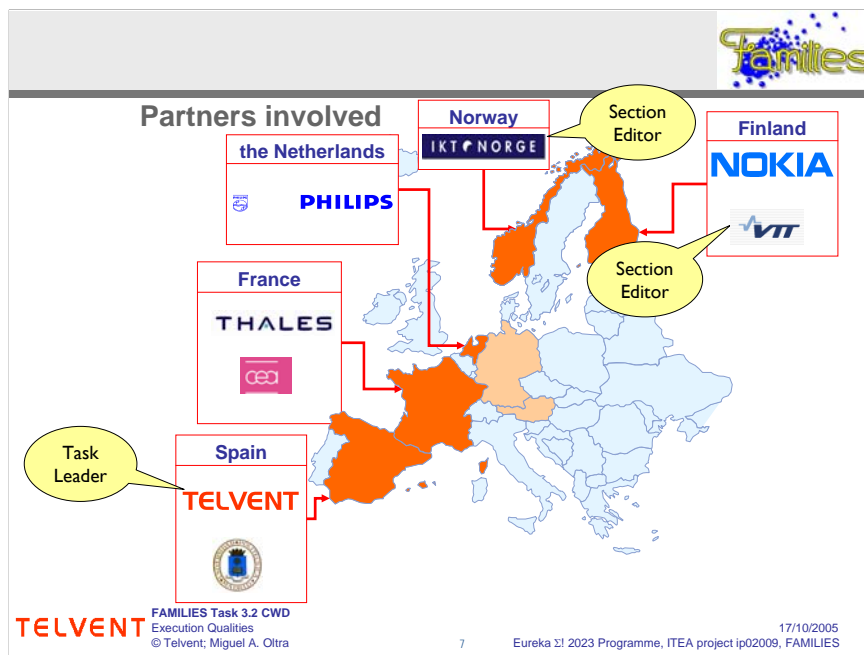 Families
Partners involved
Norway
IKT NORGE
Section
Editor
Finland
NOKIA
VTT
Section
Editor
the Netherlands
PHILIPS
France
THALES
cea
Spain
TELVENT
Task
Leader
TELVENT
FAMILIES Task 3.2 CWD
Execution Qualities
© Telvent; Miguel A. Oltra
7
17/10/2005
Eureka Σ! 2023 Programme, ITEA project ip02009, FAMILIES